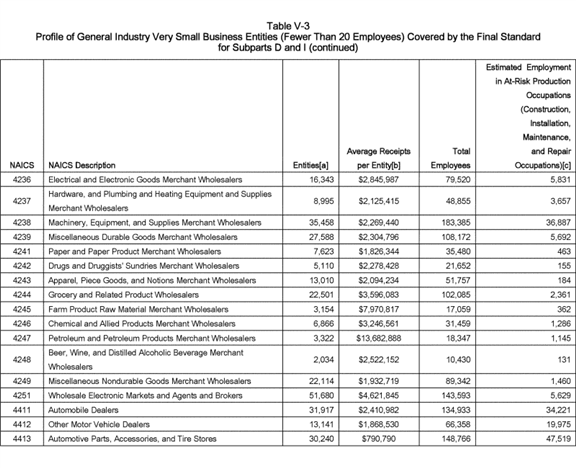 Table V-3
Profile of General Industry Very Small Business Entities (Fewer Than 20 Employees) Covered by the Final Standard
for Subparts D and I (continued)
Estimated Employment
in At-Risk Production
Occupations
(Construction,
Installation,
Maintenance,
Average Receipts Total and Repair
NAICS NAICS Description Entities[a] per Entity[b] Employees Occupations)[c]
4236 Electrical and Electronic Goods Merchant Wholesalers 16,343 $2,845,987 79,520 5,831
Hardware, and Plumbing and Heating Equipment and Supplies
4237 8,995 $2,125,415 48,855 3,657
Merchant Wholesalers
4238 Machinery, Equipment, and Supplies Merchant Wholesalers 35,458 $2,269,440 183,385 36,887
4239 Miscellaneous Durable Goods Merchant Wholesalers 27,588 $2,304,796 108,172 5,692
4241 Paper and Paper Product Merchant Wholesalers 7,623 $1,826,344 35,480 463
4242 Drugs and Druggists' Sundries Merchant Wholesalers 5,110 $2,278,428 21,652 155
4243 Apparel, Piece Goods, and Notions Merchant Wholesalers 13,010 $2,094,234 51,757 184
4244 Grocery and Related Product Wholesalers 22,501 $3,596,083 102,085 2,361
4245 Farm Product Raw Material Merchant Wholesalers 3,154 $7,970,817 17,059 362
4246 Chemical and Allied Products Merchant Wholesalers 6,866 $3,246,561 31,459 1,286
4247 Petroleum and Petroleum Products Merchant Wholesalers 3,322 $13,682,888 18,347 1,145
Beer, Wine, and Distilled Alcoholic Beverage Merchant
4248 2,034 $2,522,152 10,430 131
Wholesalers
4249 Miscellaneous Nondurable Goods Merchant Wholesalers 22,114 $1,932,719 89,342 1,460
4251 Wholesale Electronic Markets and Agents and Brokers 51,680 $4,621,845 143,593 5,629
4411 Automobile Dealers 31,917 $2,410,982 134,933 34,221
4412 Other Motor Vehicle Dealers 13,141 $1,868,530 66,358 19,975
4413 Automotive Parts, Accessories, and Tire Stores 30,240 $790,790 148,766 47,519